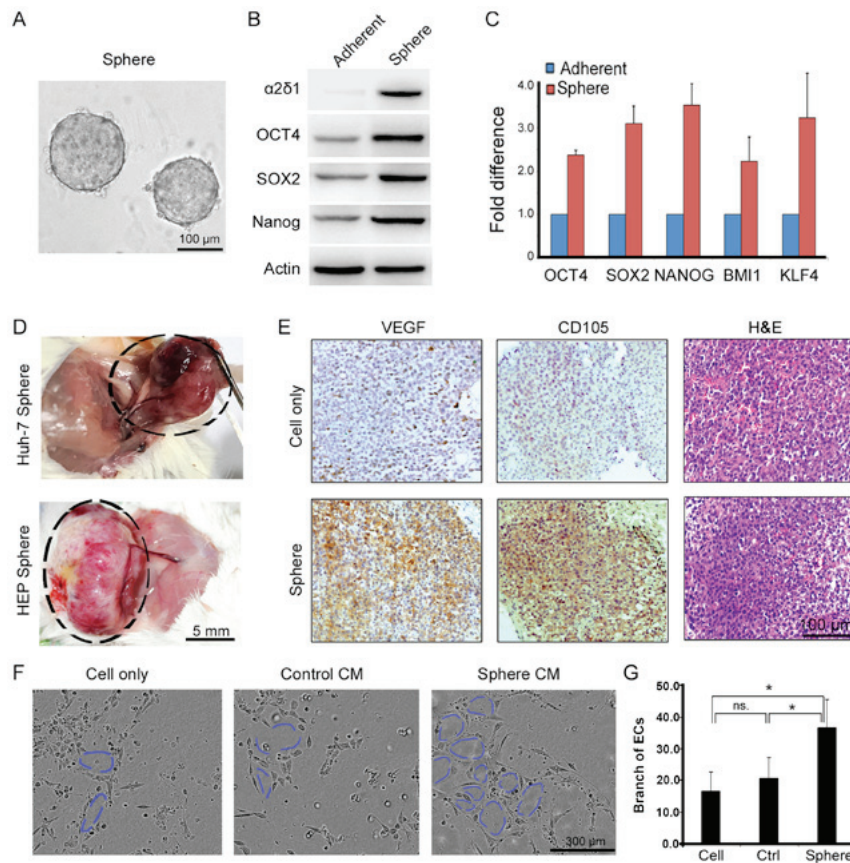 A
Sphere
100 µm
B
Adherent
Sphere
α2δ1
OCT4
SOX2
Nanog
Actin
C
Adherent
Sphere
Fold difference
4.0
3.0
2.0
1.0
0
OCT4 SOX2 NANOG BMI1 KLF4
D
Huh-7 Sphere
HEP Sphere
5 mm
E
VEGF CD105 H&E
Cell only
Sphere
100 µm
F
Cell only Control CM Sphere CM
300 µm
G
Branch of ECs
50.0
40.0
30.0
20.0
10.0
0.0
*
ns. *
Cell Ctrl Sphere